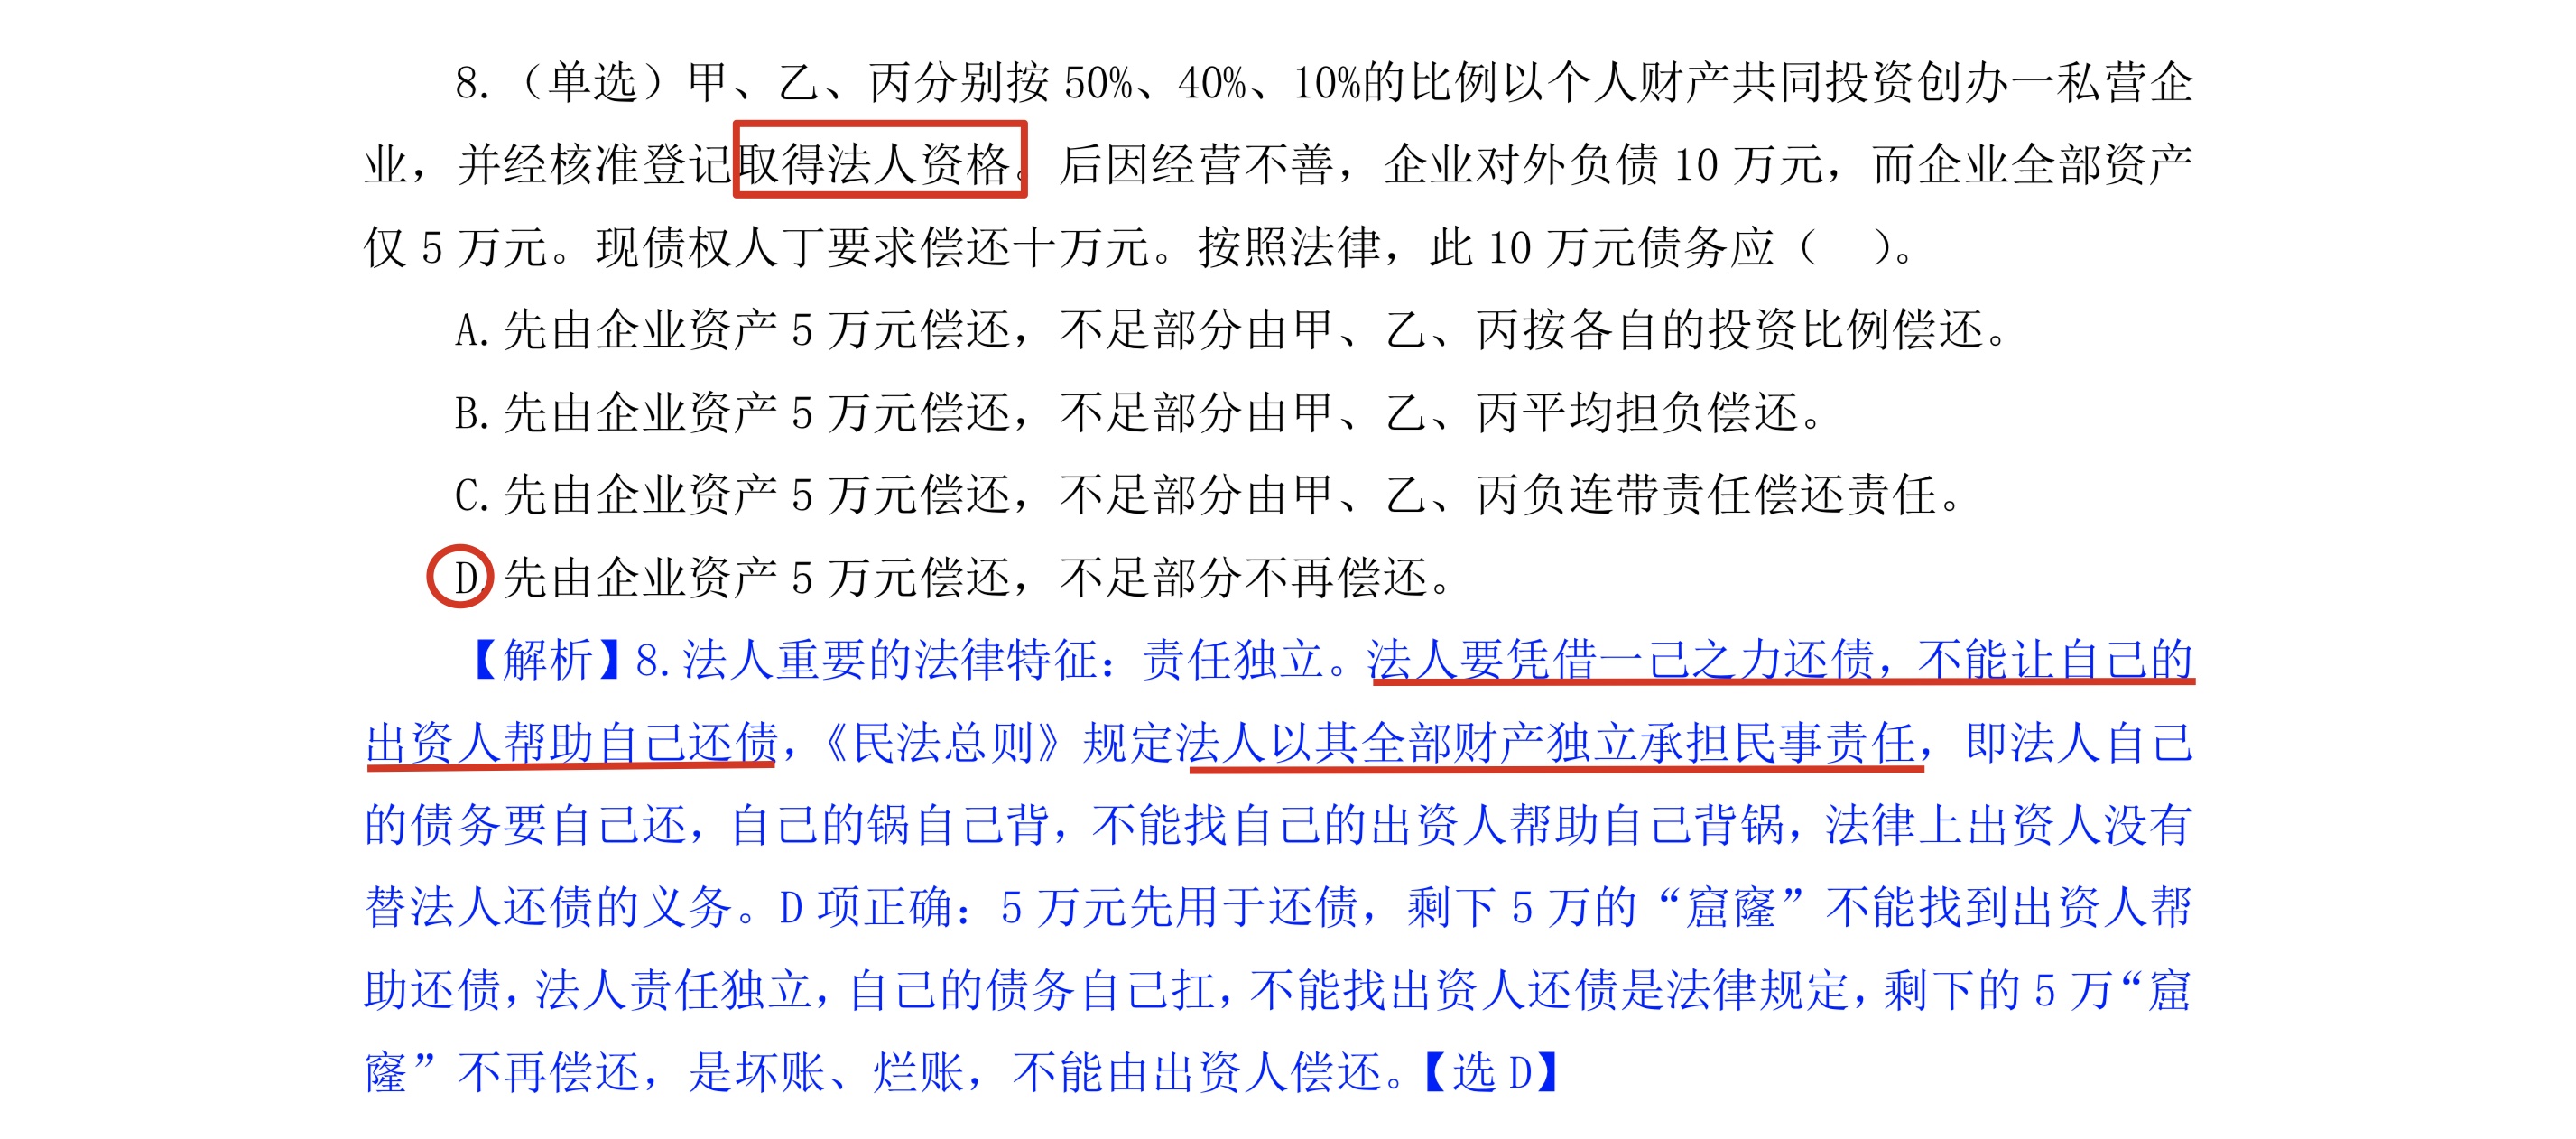 8. （单选）甲、乙、丙分别按 50%、40%、10%的比例以个人财产共同投资创办一私营企
业，并经核准登记取得法人资格。后因经营不善，企业对外负债 10 万元，而企业全部资产
仅 5 万元。现债权人丁要求偿还十万元。按照法律，此 10 万元债务应（　）。
A. 先由企业资产 5 万元偿还，不足部分由甲、乙、丙按各自的投资比例偿还。
B. 先由企业资产 5 万元偿还，不足部分由甲、乙、丙平均担负偿还。
C. 先由企业资产 5 万元偿还，不足部分由甲、乙、丙负连带责任偿还责任。
D. 先由企业资产 5 万元偿还，不足部分不再偿还。
【解析】8. 法人重要的法律特征：责任独立。法人要凭借一己之力还债，不能让自己的
出资人帮助自己还债，《民法总则》规定法人以其全部财产独立承担民事责任，即法人自己
的债务要自己还，自己的锅自己背，不能找自己的出资人帮助自己背锅，法律上出资人没有
替法人还债的义务。D 项正确：5 万元先用于还债，剩下 5 万的“窟窿”不能找到出资人帮
助还债，法人责任独立，自己的债务自己扛，不能找出资人还债是法律规定，剩下的 5 万“窟
窿”不再偿还，是坏账、烂账，不能由出资人偿还。【选 D】